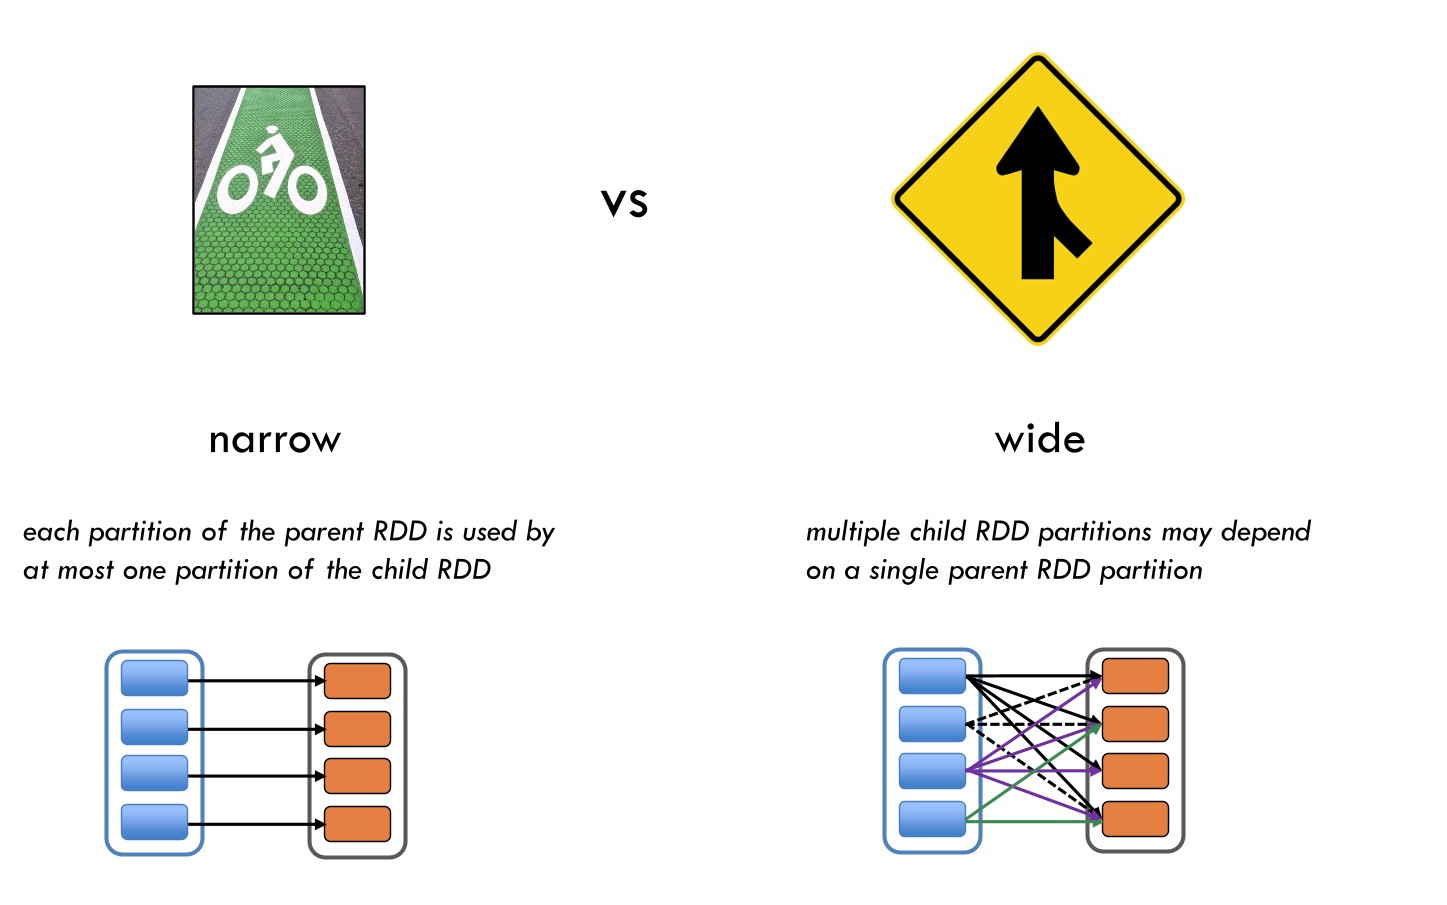 vs
narrow
wide
each partition of the parent RDD is used by
at most one partition of the child RDD
multiple child RDD partitions may depend
on a single parent RDD partition